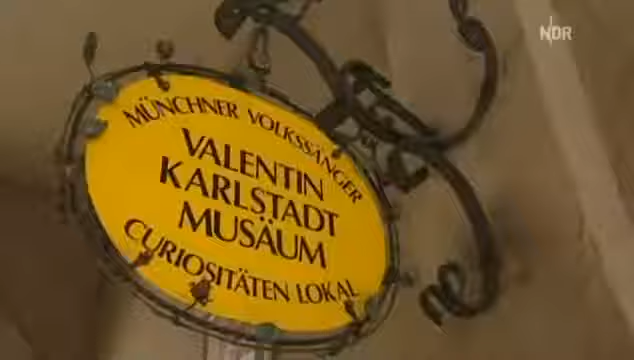 NDR
MÜNCHNER VOLKSSÄNGER
VALENTIN
KARLSTADT
MUSÄUM
CURIOSITÄTEN LOKAL